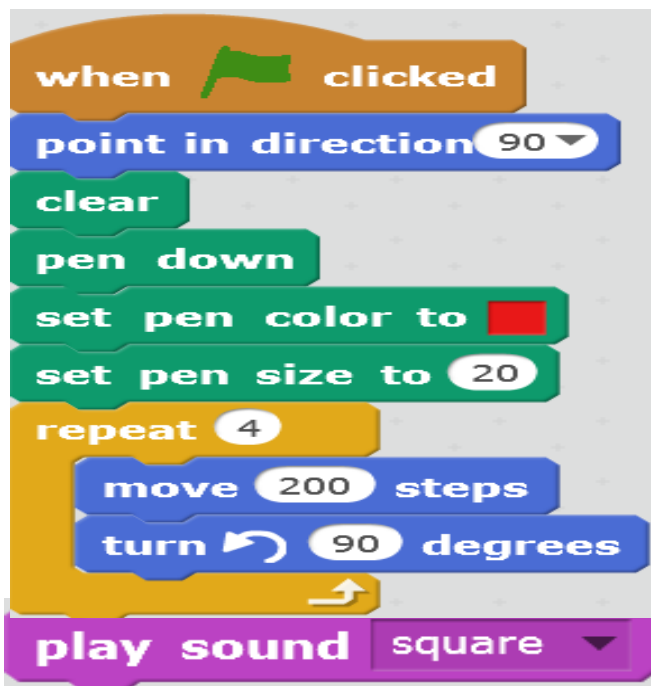 when clicked
point in direction 90
clear
pen down
set pen color to
set pen size to 20
repeat 4
move 200 steps
turn 90 degrees
play sound square